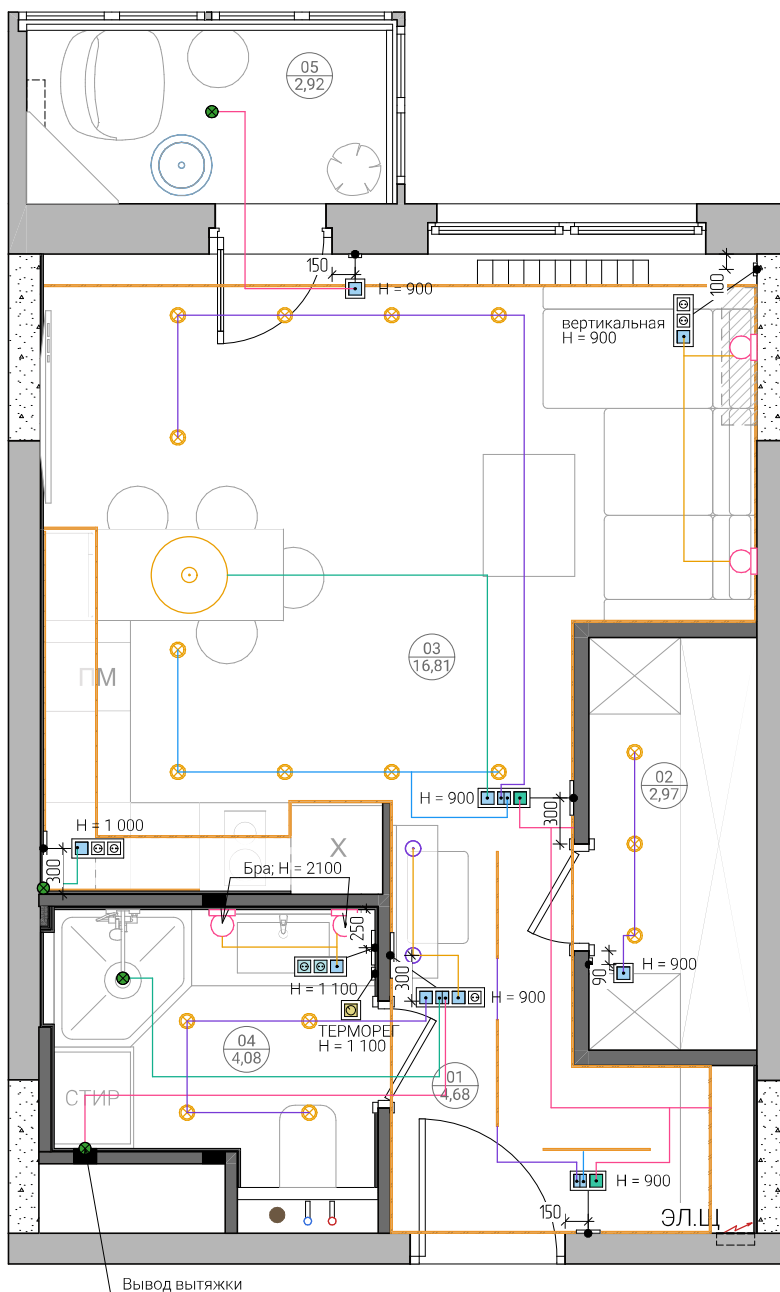 05
2,92
150
H = 900
100
вертикальная
H = 900
03
16,81
ПМ
02
2,97
H = 900
300
H = 1 000
300
X
Бра; H = 2100
250
H = 1 100
300
H = 900
H = 900
90
ТЕРМОРЕГ
H = 1 100
04
4,08
01
4,68
СТИР
H = 900
150
ЭЛ.Щ
Вывод вытяжки